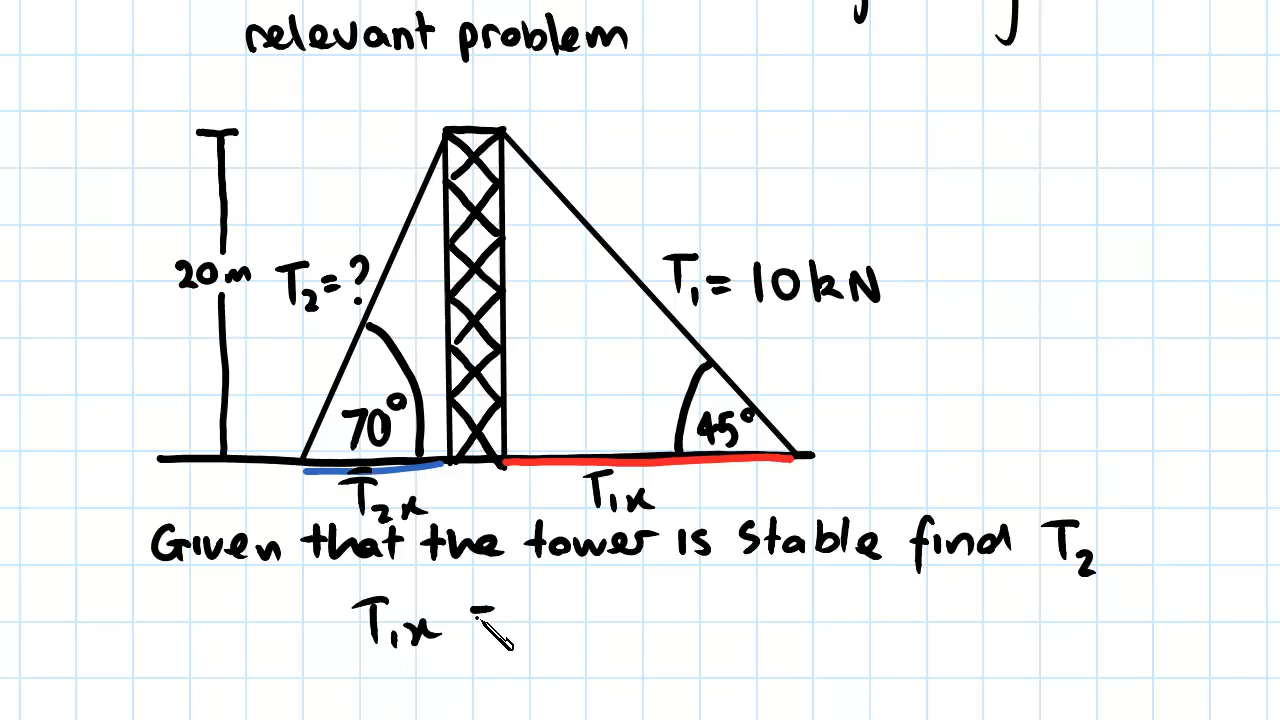 relevant problem
20m
T₂=?
T₁= 10kN
70°
45°
T₂x
T₁x
Given that the tower is stable find T₂
T₁x =